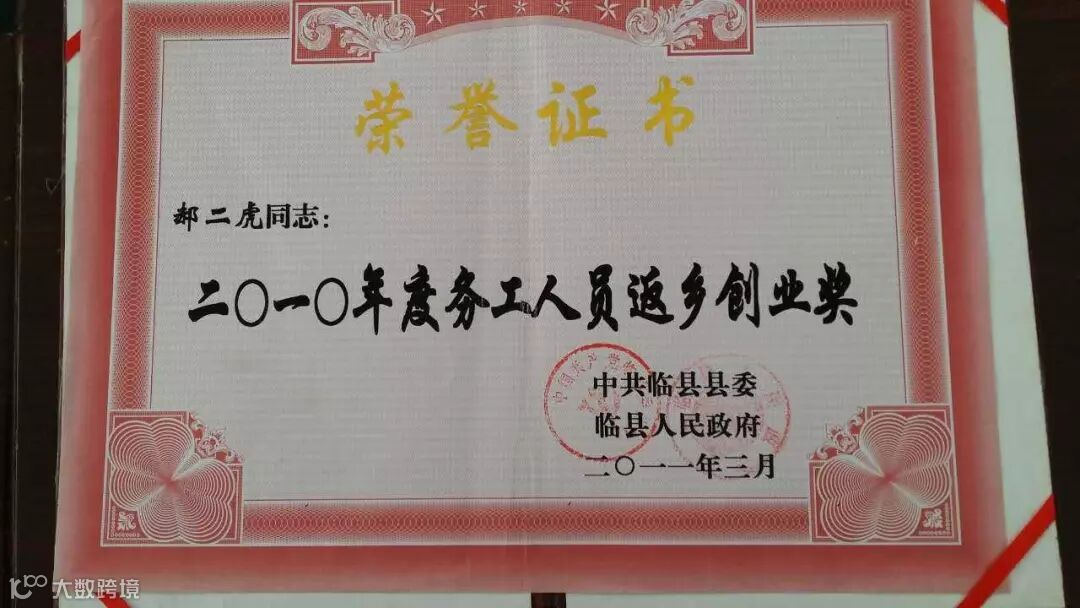 荣誉证书
郝二虎同志：
二〇一〇年度务工人员返乡创业奖
中共临县县委
临县人民政府
二〇一一年三月
大数跨境